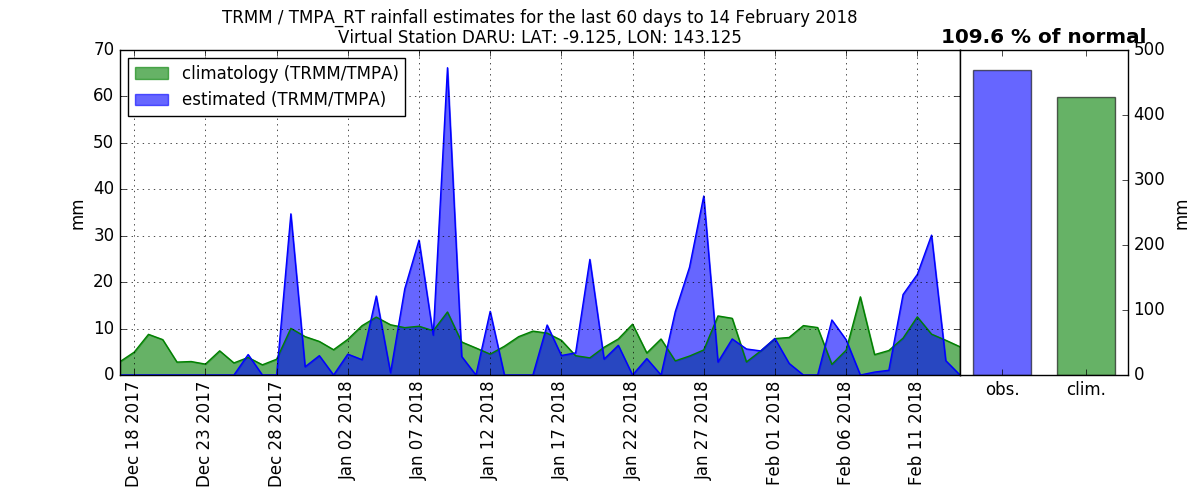 TRMM / TMPA_RT rainfall estimates for the last 60 days to 14 February 2018
Virtual Station DARU: LAT: -9.125, LON: 143.125
109.6 % of normal
climatology (TRMM/TMPA)
estimated (TRMM/TMPA)
70
60
50
40
30
20
10
0
mm
Dec 18 2017
Dec 23 2017
Dec 28 2017
Jan 02 2018
Jan 07 2018
Jan 12 2018
Jan 17 2018
Jan 22 2018
Jan 27 2018
Feb 01 2018
Feb 06 2018
Feb 11 2018
obs.
clim.
500
400
300
200
100
0
mm